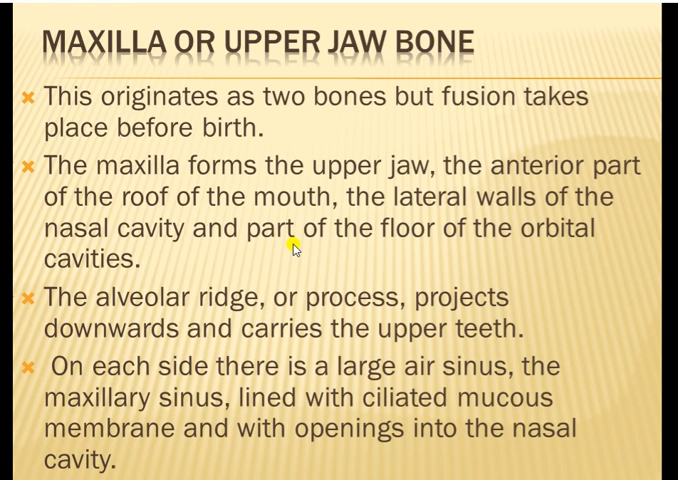 MAXILLA OR UPPER JAW BONE
This originates as two bones but fusion takes
place before birth.
The maxilla forms the upper jaw, the anterior part
of the roof of the mouth, the lateral walls of the
nasal cavity and part of the floor of the orbital
cavities.
The alveolar ridge, or process, projects
downwards and carries the upper teeth.
On each side there is a large air sinus, the
maxillary sinus, lined with ciliated mucous
membrane and with openings into the nasal
cavity.